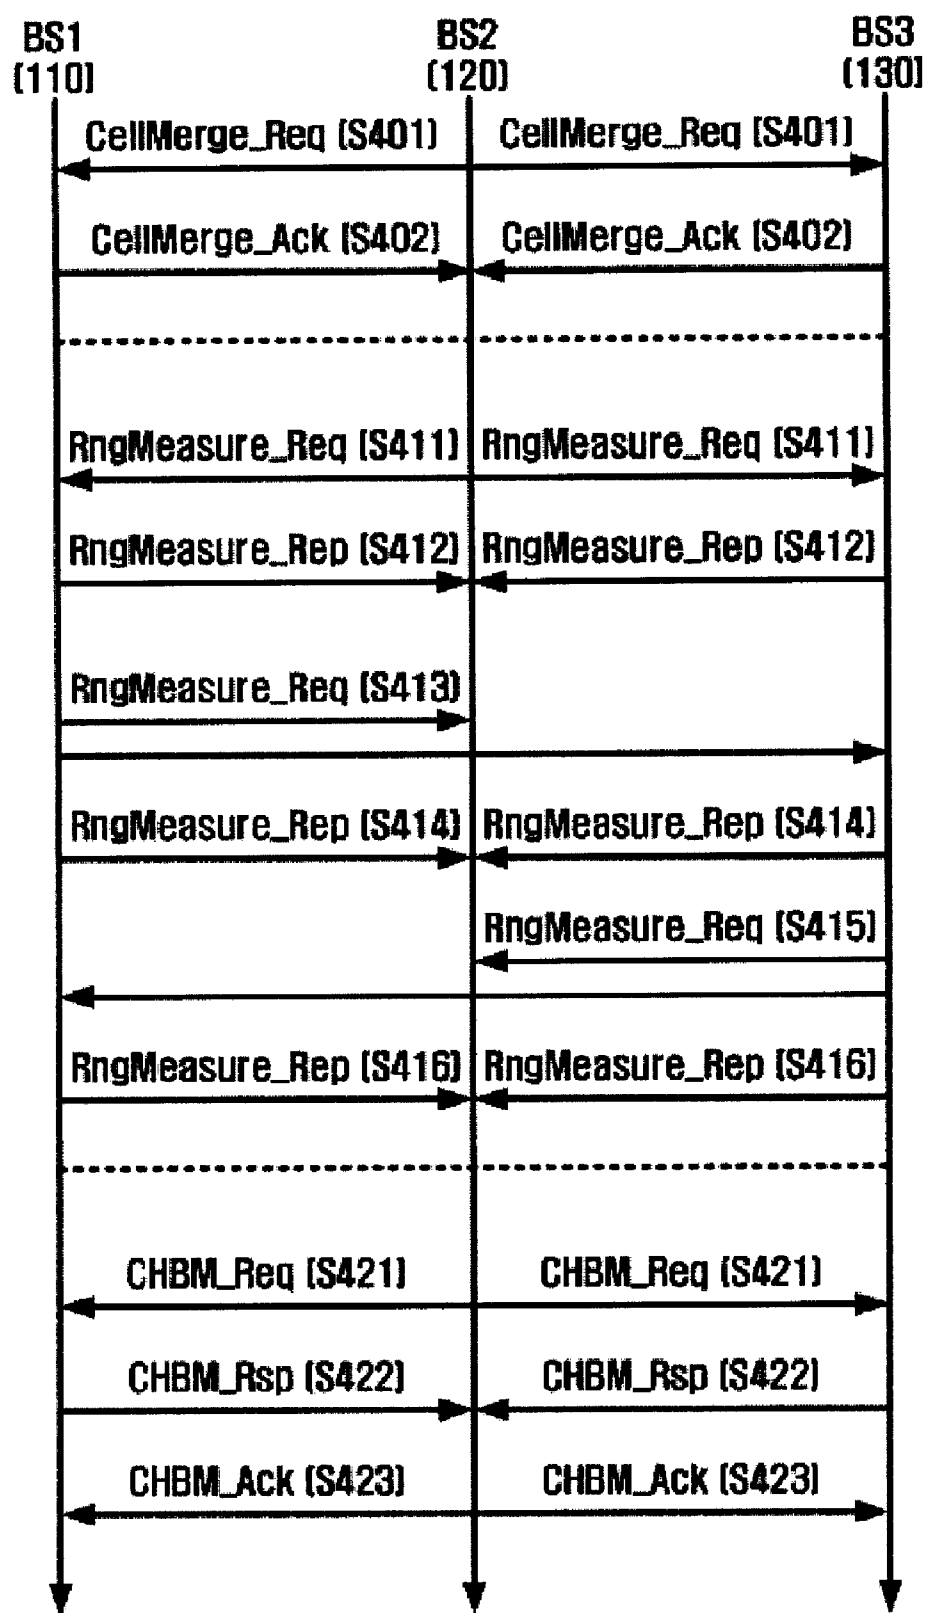 BS1 BS2 BS3
(110) (120) (130)
CellMerge_Req (S401) CellMerge_Req (S401)
CellMerge_Ack (S402) CellMerge_Ack (S402)
RngMeasure_Req (S411) RngMeasure_Req (S411)
RngMeasure_Rep (S412) RngMeasure_Rep (S412)
RngMeasure_Req (S413)
RngMeasure_Rep (S414) RngMeasure_Rep (S414)
RngMeasure_Req (S415)
RngMeasure_Rep (S416) RngMeasure_Rep (S416)
CHBM_Req (S421) CHBM_Req (S421)
CHBM_Rsp (S422) CHBM_Rsp (S422)
CHBM_Ack (S423) CHBM_Ack (S423)